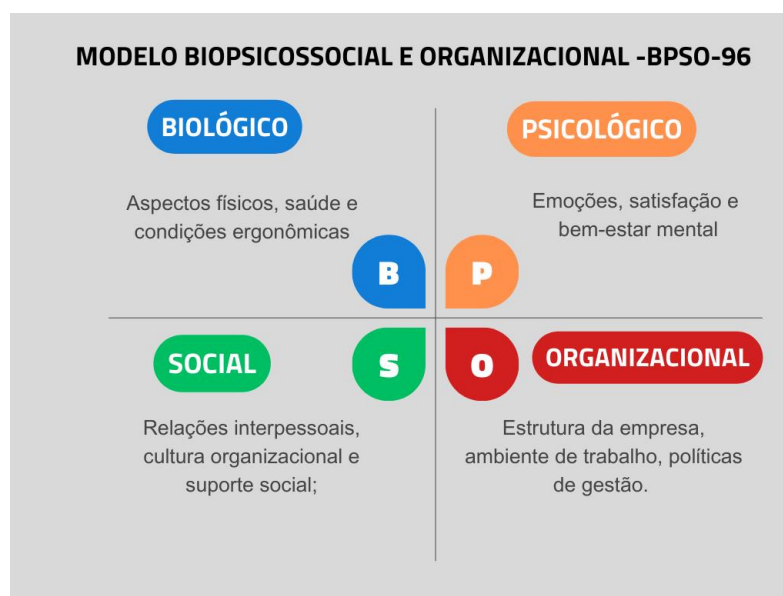 MODELO BIOPSICOSSOCIAL E ORGANIZACIONAL -BPSO-96
BIOLÓGICO
Aspectos físicos, saúde e
condições ergonômicas
B
PSICOLÓGICO
Emoções, satisfação e
bem-estar mental
P
SOCIAL
S
Relações interpessoais,
cultura organizacional e
suporte social;
O
ORGANIZACIONAL
Estrutura da empresa,
ambiente de trabalho, políticas
de gestão.